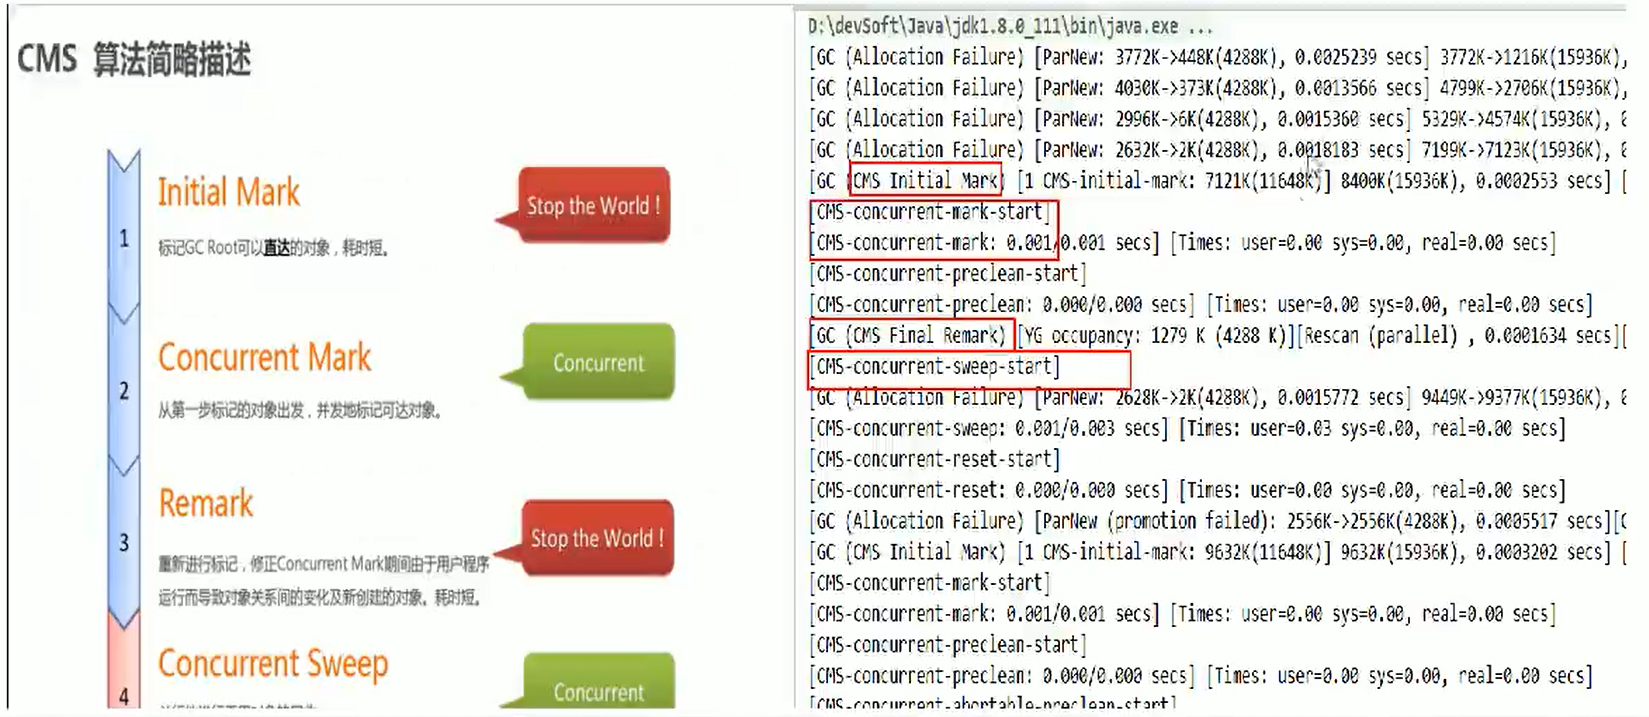 CMS 算法简略描述
1
Initial Mark
标记GC Root可以直达的对象，耗时短。
Stop the World !
2
Concurrent Mark
从第一步标记的对象出发，并发地标记可达对象。
Concurrent
3
Remark
重新进行标记，修正Concurrent Mark期间由于用户程序
运行而导致对象关系间的变化及新创建的对象。耗时短。
Stop the World !
4
Concurrent Sweep
Concurrent
D:\devSoft\Java\jdk1.8.0_111\bin\java.exe ...
[GC (Allocation Failure) [ParNew: 3772K->448K(4288K), 0.0025239 secs] 3772K->1216K(15936K),
[GC (Allocation Failure) [ParNew: 4030K->373K(4288K), 0.0013566 secs] 4799K->2706K(15936K),
[GC (Allocation Failure) [ParNew: 2996K->6K(4288K), 0.0015360 secs] 5329K->4574K(15936K), 0
[GC (Allocation Failure) [ParNew: 2632K->2K(4288K), 0.0018183 secs] 7199K->7123K(15936K), 0
[GC (CMS Initial Mark) [1 CMS-initial-mark: 7121K(11648K)] 8400K(15936K), 0.0002553 secs] [
[CMS-concurrent-mark-start]
[CMS-concurrent-mark: 0.001/0.001 secs] [Times: user=0.00 sys=0.00, real=0.00 secs]
[CMS-concurrent-preclean-start]
[CMS-concurrent-preclean: 0.000/0.000 secs] [Times: user=0.00 sys=0.00, real=0.00 secs]
[GC (CMS Final Remark) [YG occupancy: 1279 K (4288 K)][Rescan (parallel) , 0.0001634 secs][
[CMS-concurrent-sweep-start]
[GC (Allocation Failure) [ParNew: 2628K->2K(4288K), 0.0015772 secs] 9449K->9377K(15936K), 0
[CMS-concurrent-sweep: 0.001/0.003 secs] [Times: user=0.03 sys=0.00, real=0.00 secs]
[CMS-concurrent-reset-start]
[CMS-concurrent-reset: 0.000/0.000 secs] [Times: user=0.00 sys=0.00, real=0.00 secs]
[GC (Allocation Failure) [ParNew (promotion failed): 2556K->2556K(4288K), 0.0005517 secs][C
[GC (CMS Initial Mark) [1 CMS-initial-mark: 9632K(11648K)] 9632K(15936K), 0.0003202 secs] [
[CMS-concurrent-mark-start]
[CMS-concurrent-mark: 0.001/0.001 secs] [Times: user=0.00 sys=0.00, real=0.00 secs]
[CMS-concurrent-preclean-start]
[CMS-concurrent-preclean: 0.000/0.000 secs] [Times: user=0.00 sys=0.00, real=0.00 secs]
[CMS-concurrent-abortable-preclean-start]